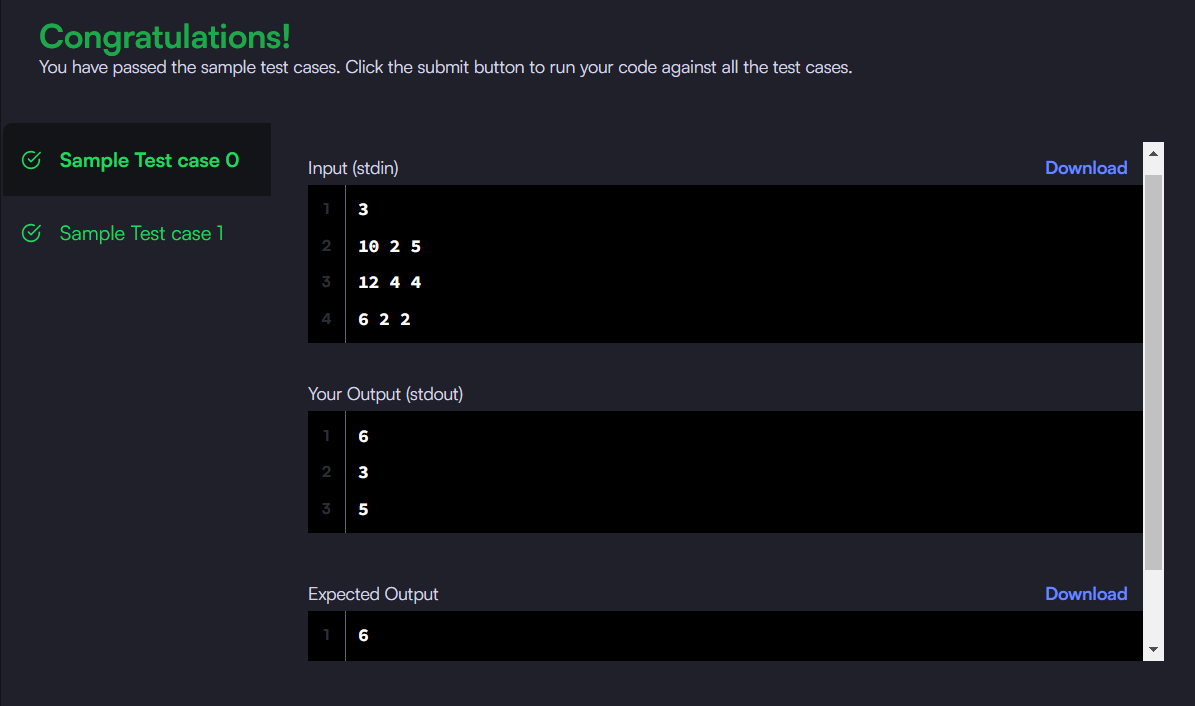 Congratulations!
You have passed the sample test cases. Click the submit button to run your code against all the test cases.
Sample Test case 0
Sample Test case 1
Input (stdin)
Download
1 3
2 10 2 5
3 12 4 4
4 6 2 2
Your Output (stdout)
1 6
2 3
3 5
Expected Output
Download
1 6